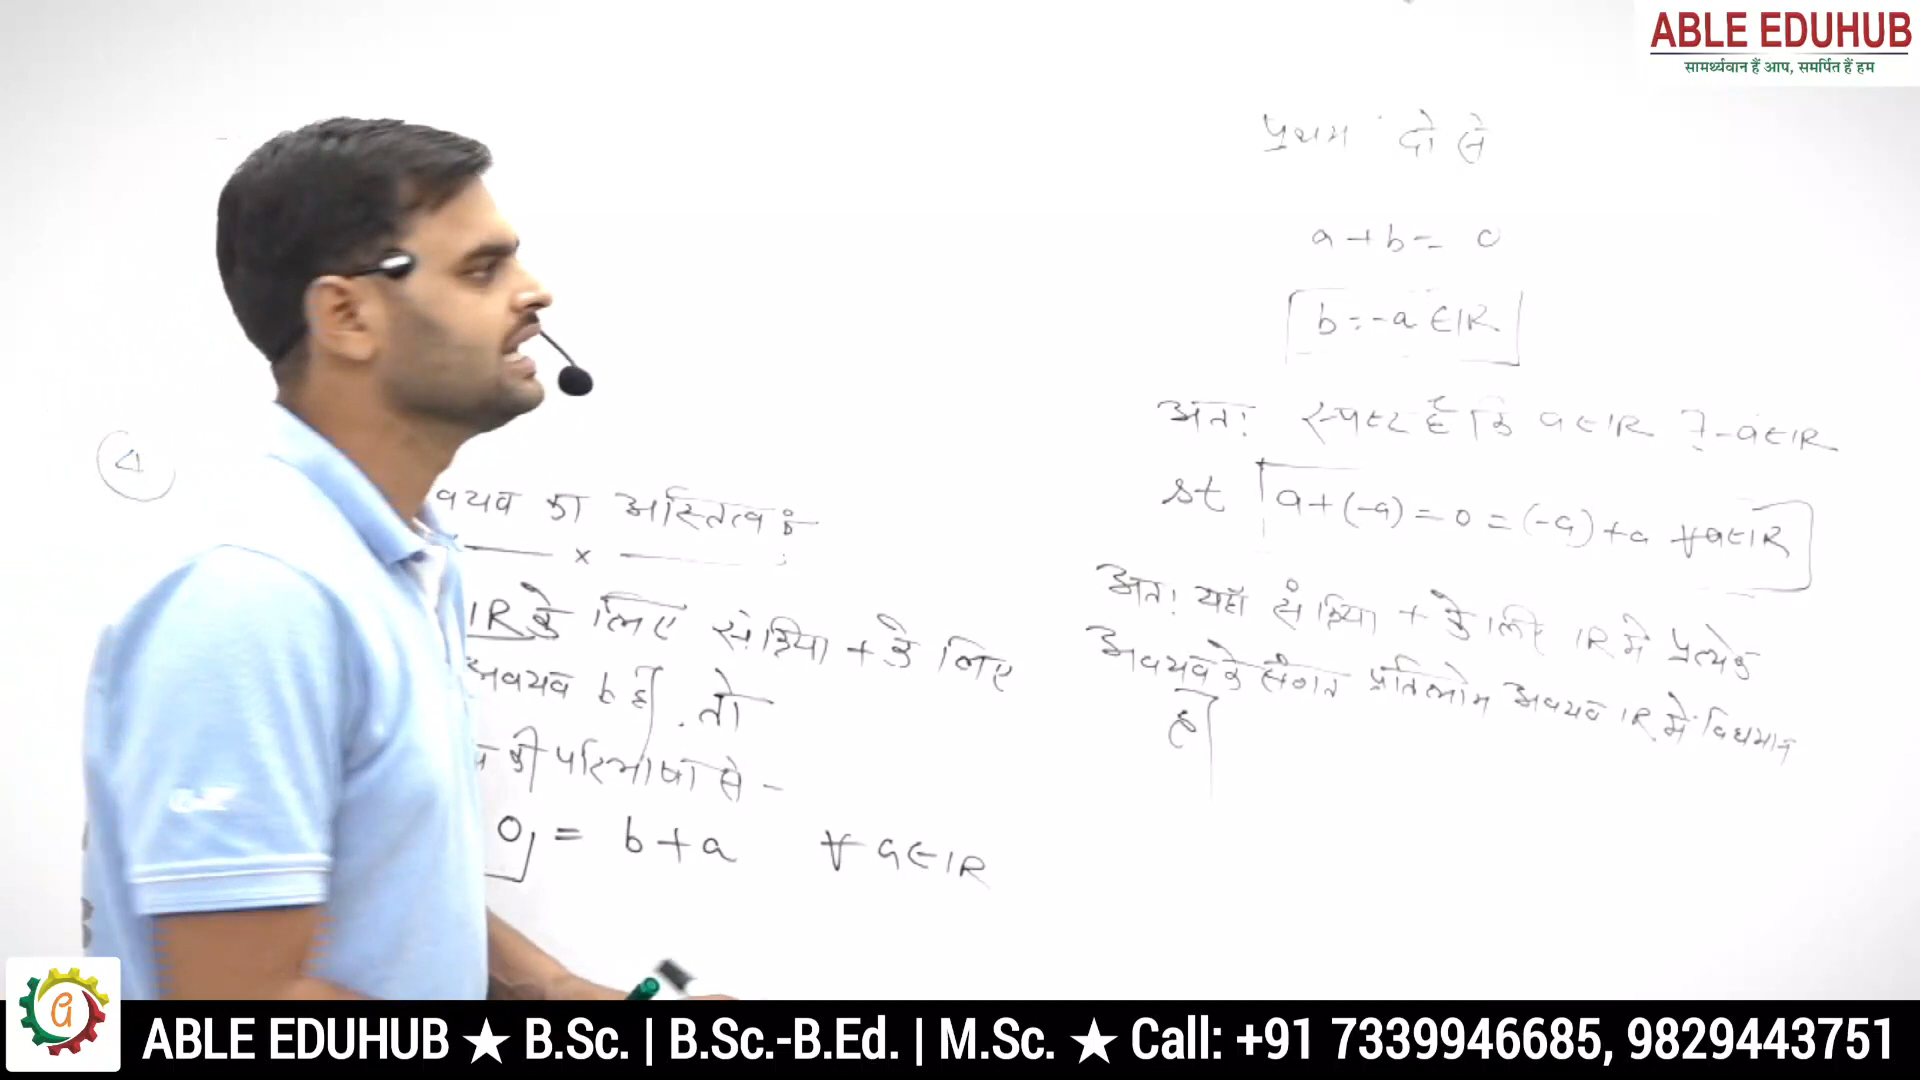 ABLE EDUHUB
सामर्थ्यवान हैं आप, समर्पित हैं हम
4
वयव का अस्तित्व :
x
IR के लिए संक्रिया + के लिए
अवयव b है। तो
की परिभाषा से -
0 = b + a ∀ a ∈ IR
प्रथम दो से
a + b = 0
b = -a ∈ IR
अतः स्पष्ट है कि a ∈ IR ∃ -a ∈ IR
st a + (-a) = 0 = (-a) + a ∀ a ∈ IR
अतः यहाँ संक्रिया + के लिए IR में प्रत्येक
अवयव के संगत प्रतिलोम अवयव IR में विद्यमान
है।
ABLE EDUHUB ★ B.Sc. | B.Sc.-B.Ed. | M.Sc. ★ Call: +91 7339946685, 9829443751